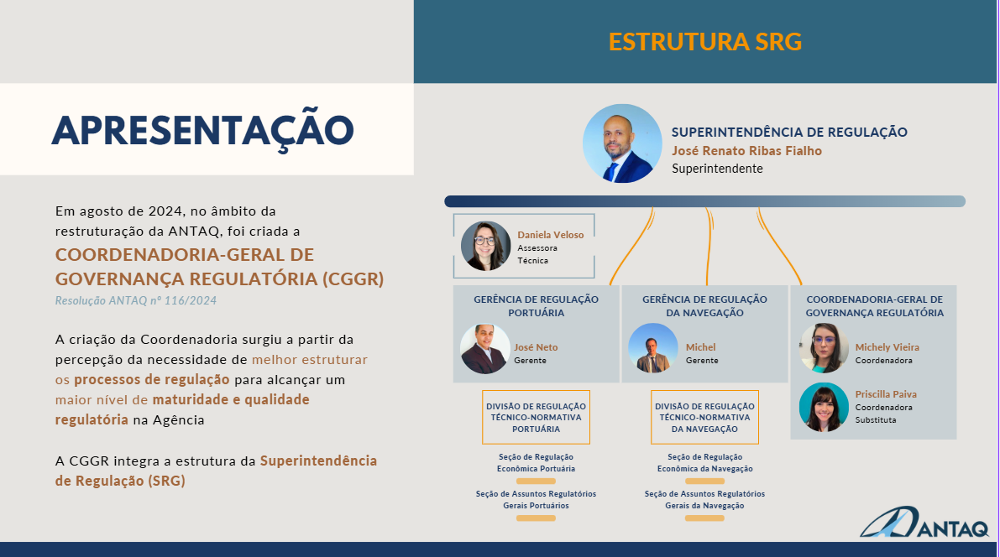 APRESENTAÇÃO
Em agosto de 2024, no âmbito da
restruturação da ANTAQ, foi criada a
COORDENADORIA-GERAL DE
GOVERNANÇA REGULATÓRIA (CGGR)
Resolução ANTAQ nº 116/2024
A criação da Coordenadoria surgiu a partir da
percepção da necessidade de melhor estruturar
os processos de regulação para alcançar um
maior nível de maturidade e qualidade
regulatória na Agência
A CGGR integra a estrutura da Superintendência
de Regulação (SRG)
ESTRUTURA SRG
SUPERINTENDÊNCIA DE REGULAÇÃO
José Renato Ribas Fialho
Superintendente
Daniela Veloso
Assessora
Técnica
GERÊNCIA DE REGULAÇÃO
PORTUÁRIA
José Neto
Gerente
DIVISÃO DE REGULAÇÃO
TÉCNICO-NORMATIVA
PORTUÁRIA
Seção de Regulação
Econômica Portuária
Seção de Assuntos Regulatórios
Gerais Portuários
GERÊNCIA DE REGULAÇÃO
DA NAVEGAÇÃO
Michel
Gerente
DIVISÃO DE REGULAÇÃO
TÉCNICO-NORMATIVA
DA NAVEGAÇÃO
Seção de Regulação
Econômica da Navegação
Seção de Assuntos Regulatórios
Gerais da Navegação
COORDENADORIA-GERAL DE
GOVERNANÇA REGULATÓRIA
Michely Vieira
Coordenadora
Priscilla Paiva
Coordenadora
Substituta
ANTAQ